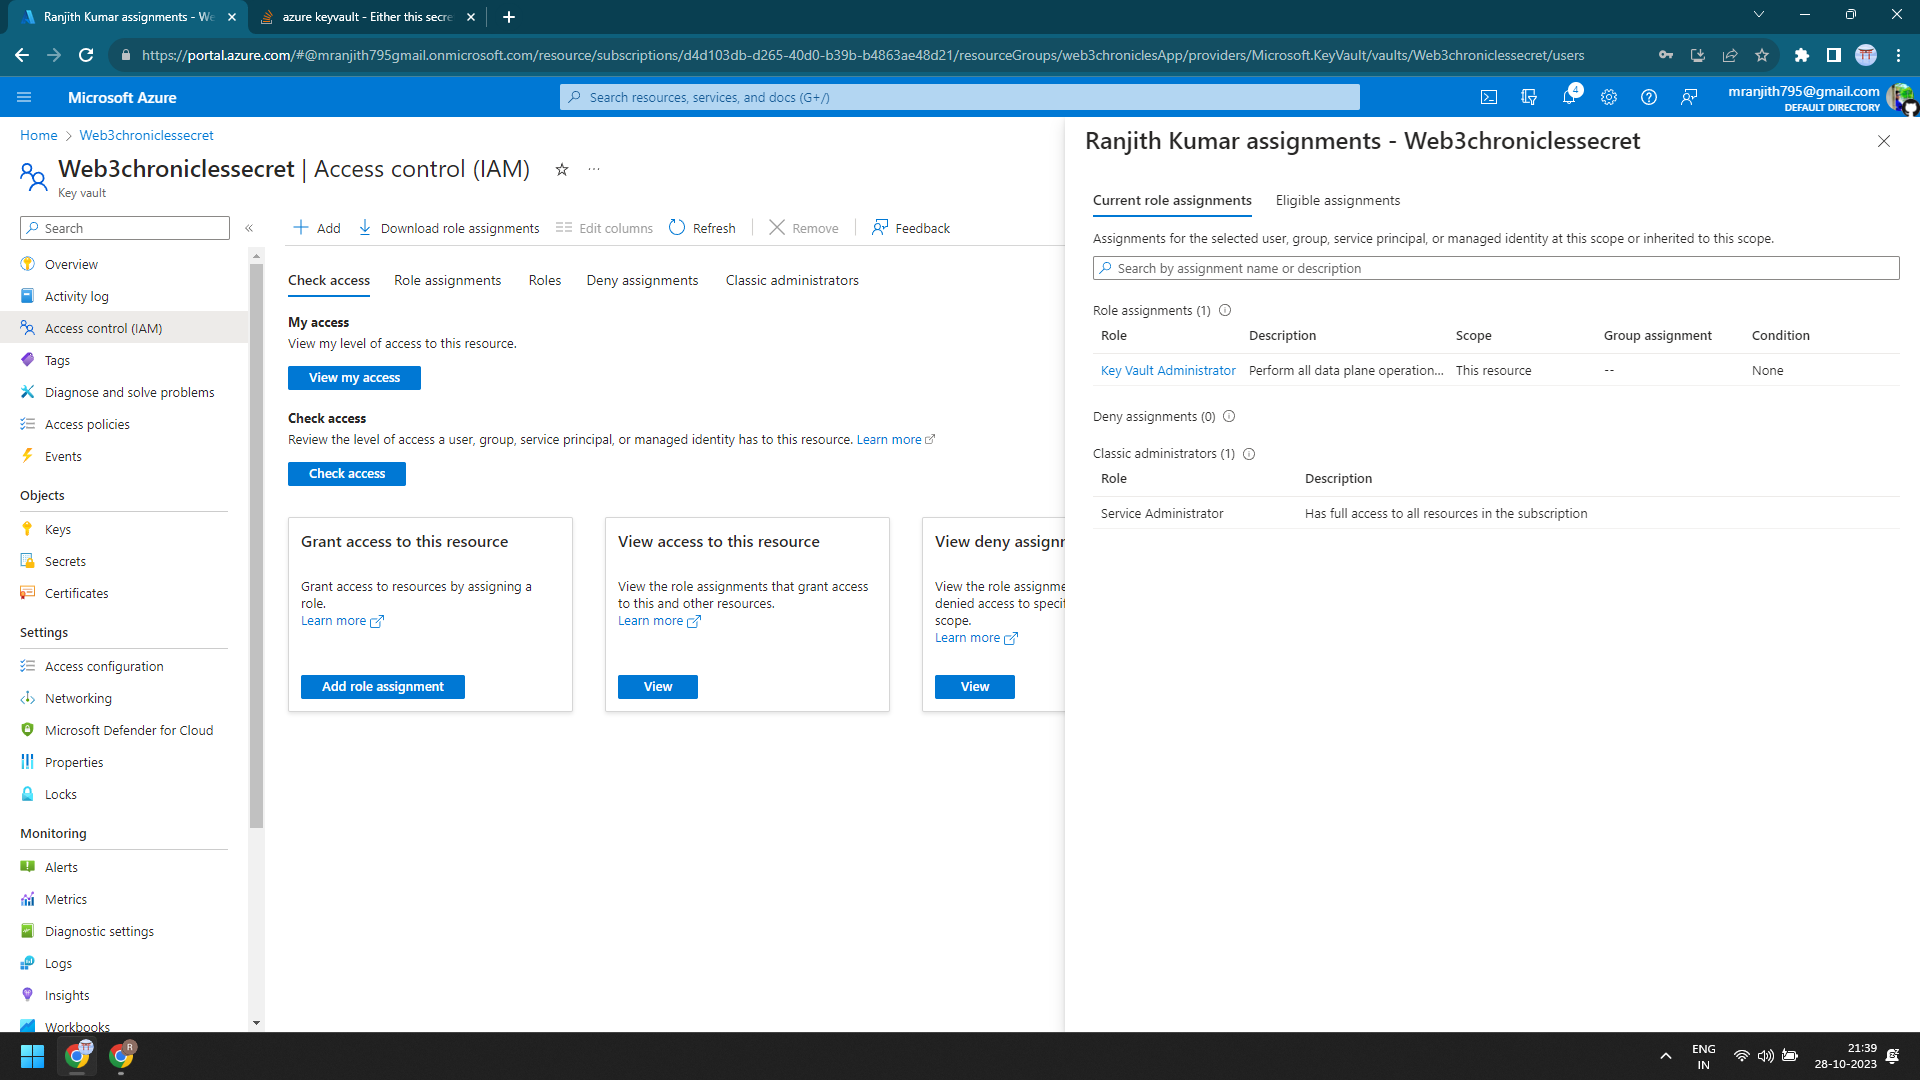 Ranjith Kumar assignments - We
azure keyvault - Either this secre
https://portal.azure.com/#@mranjith795gmail.onmicrosoft.com/resource/subscriptions/d4d103db-d265-40d0-b39b-b4863ae48d21/resourceGroups/web3chroniclesApp/providers/Microsoft.KeyVault/vaults/Web3chroniclessecret/users
Microsoft Azure
Search resources, services, and docs (G+/)
4
mranjith795@gmail.com
DEFAULT DIRECTORY
Home > Web3chroniclessecret
Web3chroniclessecret | Access control (IAM)
Key vault
Search
Overview
Activity log
Access control (IAM)
Tags
Diagnose and solve problems
Access policies
Events
Objects
Keys
Secrets
Certificates
Settings
Access configuration
Networking
Microsoft Defender for Cloud
Properties
Locks
Monitoring
Alerts
Metrics
Diagnostic settings
Logs
Insights
Workbooks
Add Download role assignments Edit columns Refresh Remove Feedback
Check access Role assignments Roles Deny assignments Classic administrators
My access
View my level of access to this resource.
View my access
Check access
Review the level of access a user, group, service principal, or managed identity has to this resource. Learn more
Check access
Grant access to this resource
Grant access to resources by assigning a
role.
Learn more
Add role assignment
View access to this resource
View the role assignments that grant access
to this and other resources.
Learn more
View
View deny assignm
View the role assignme
denied access to specif
scope.
Learn more
View
Ranjith Kumar assignments - Web3chroniclessecret
Current role assignments Eligible assignments
Assignments for the selected user, group, service principal, or managed identity at this scope or inherited to this scope.
Search by assignment name or description
Role assignments (1)
Role Description Scope Group assignment Condition
Key Vault Administrator Perform all data plane operation... This resource -- None
Deny assignments (0)
Classic administrators (1)
Role Description
Service Administrator Has full access to all resources in the subscription
R
ENG
IN
21:39
28-10-2023